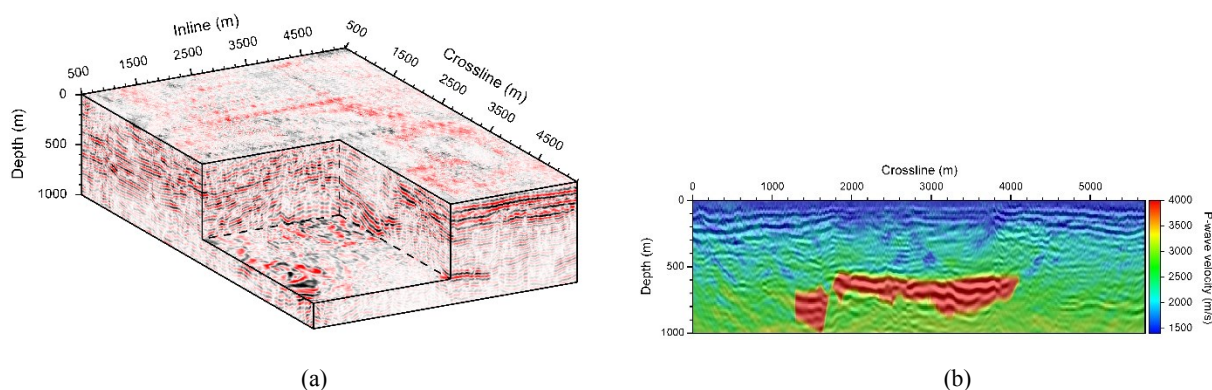 Inline (m)
500 1500 2500 3500 4500
Crossline (m)
500 1500 2500 3500 4500
Depth (m)
0
500
1000
(a)
Crossline (m)
0 1000 2000 3000 4000 5000
Depth (m)
0
500
1000
4000
3500
3000
2500
2000
1500
P-wave velocity (m/s)
(b)